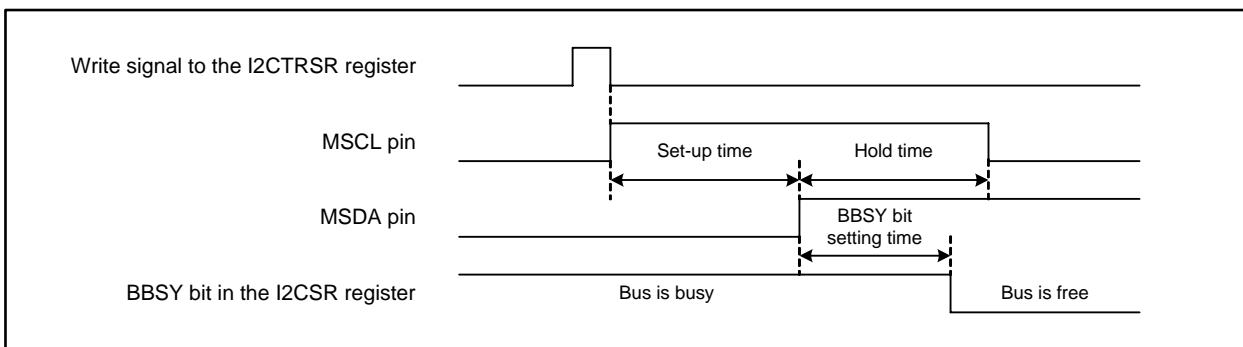 Write signal to the I2CTRSR register
MSCL pin
Set-up time
Hold time
MSDA pin
BBSY bit
setting time
BBSY bit in the I2CSR register
Bus is busy
Bus is free